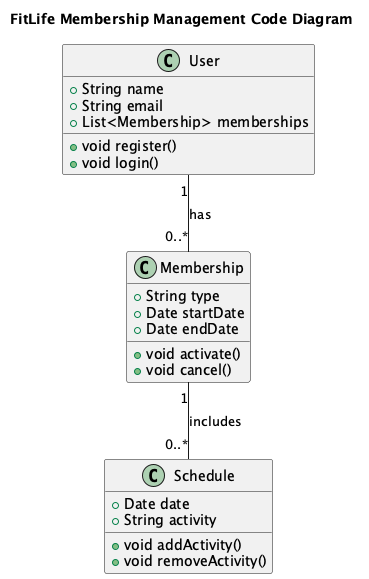 FitLife Membership Management Code Diagram
C User
String name
String email
List<Membership> memberships
void register()
void login()
1
has
0..*
C Membership
String type
Date startDate
Date endDate
void activate()
void cancel()
1
includes
0..*
C Schedule
Date date
String activity
void addActivity()
void removeActivity()